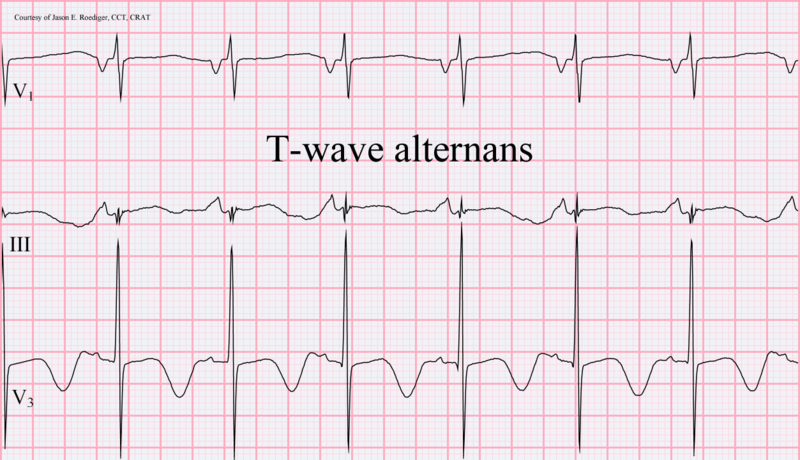 Courtesy of Jason E. Roediger, CCT, CRAT
V1
T-wave alternans
III
V3